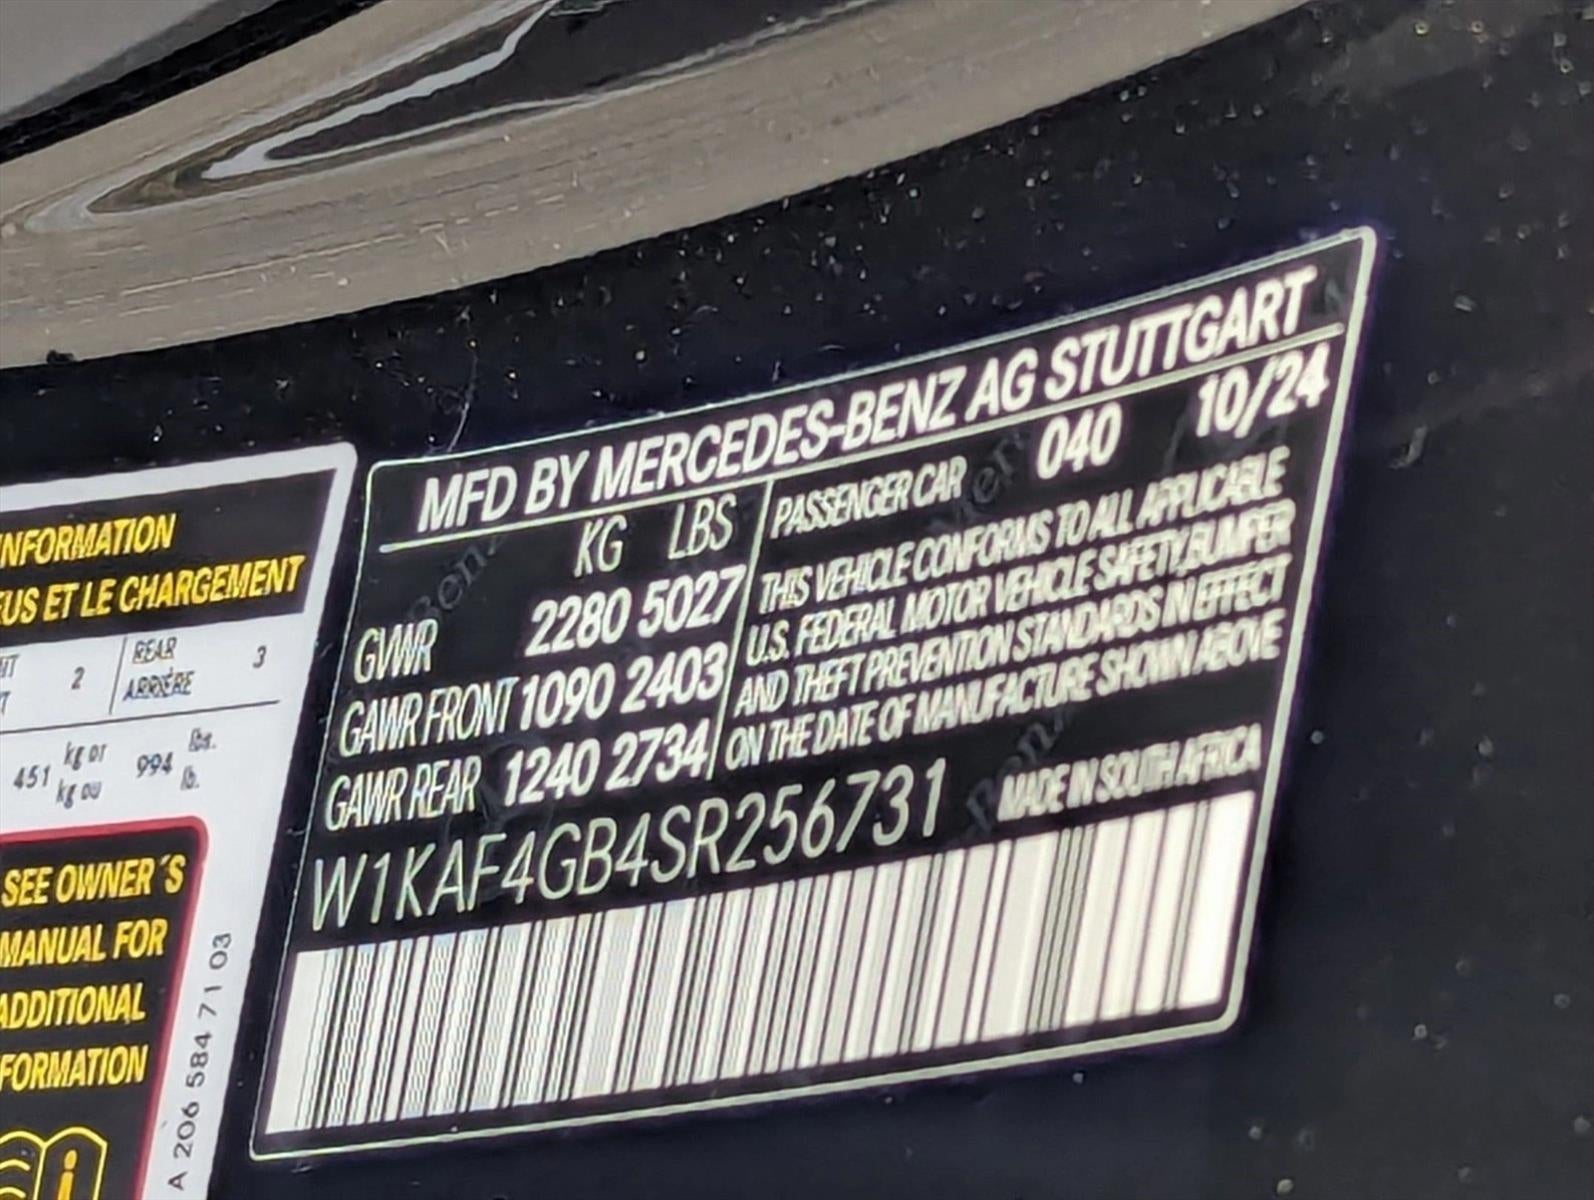 INFORMATION
EUS ET LE CHARGEMENT
2 REAR ARRIÈRE 3
451 kg or kg ou 994 lbs. lb.
SEE OWNER´S
MANUAL FOR
ADDITIONAL
FORMATION
A 206 584 71 03
MFD BY MERCEDES-BENZ AG STUTTGART
KG LBS
GVWR 2280 5027
GAWR FRONT 1090 2403
GAWR REAR 1240 2734
PASSENGER CAR 040 10/24
THIS VEHICLE CONFORMS TO ALL APPLICABLE
U.S. FEDERAL MOTOR VEHICLE SAFETY,BUMPER
AND THEFT PREVENTION STANDARDS IN EFFECT
ON THE DATE OF MANUFACTURE SHOWN ABOVE
W1KAF4GB4SR256731 MADE IN SOUTH AFRICA